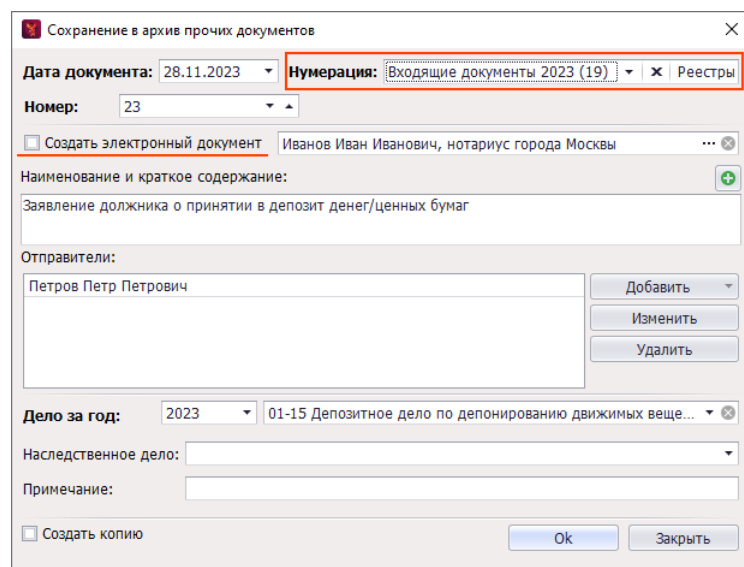 Сохранение в архив прочих документов
Дата документа: 28.11.2023 Нумерация: Входящие документы 2023 (19) Реестры
Номер: 23
Создать электронный документ Иванов Иван Иванович, нотариус города Москвы ...
Наименование и краткое содержание:
Заявление должника о принятии в депозит денег/ценных бумаг
Отправители:
Петров Петр Петрович
Добавить
Изменить
Удалить
Дело за год: 2023 01-15 Депозитное дело по депонированию движимых веще...
Наследственное дело:
Примечание:
Создать копию Ok Закрыть